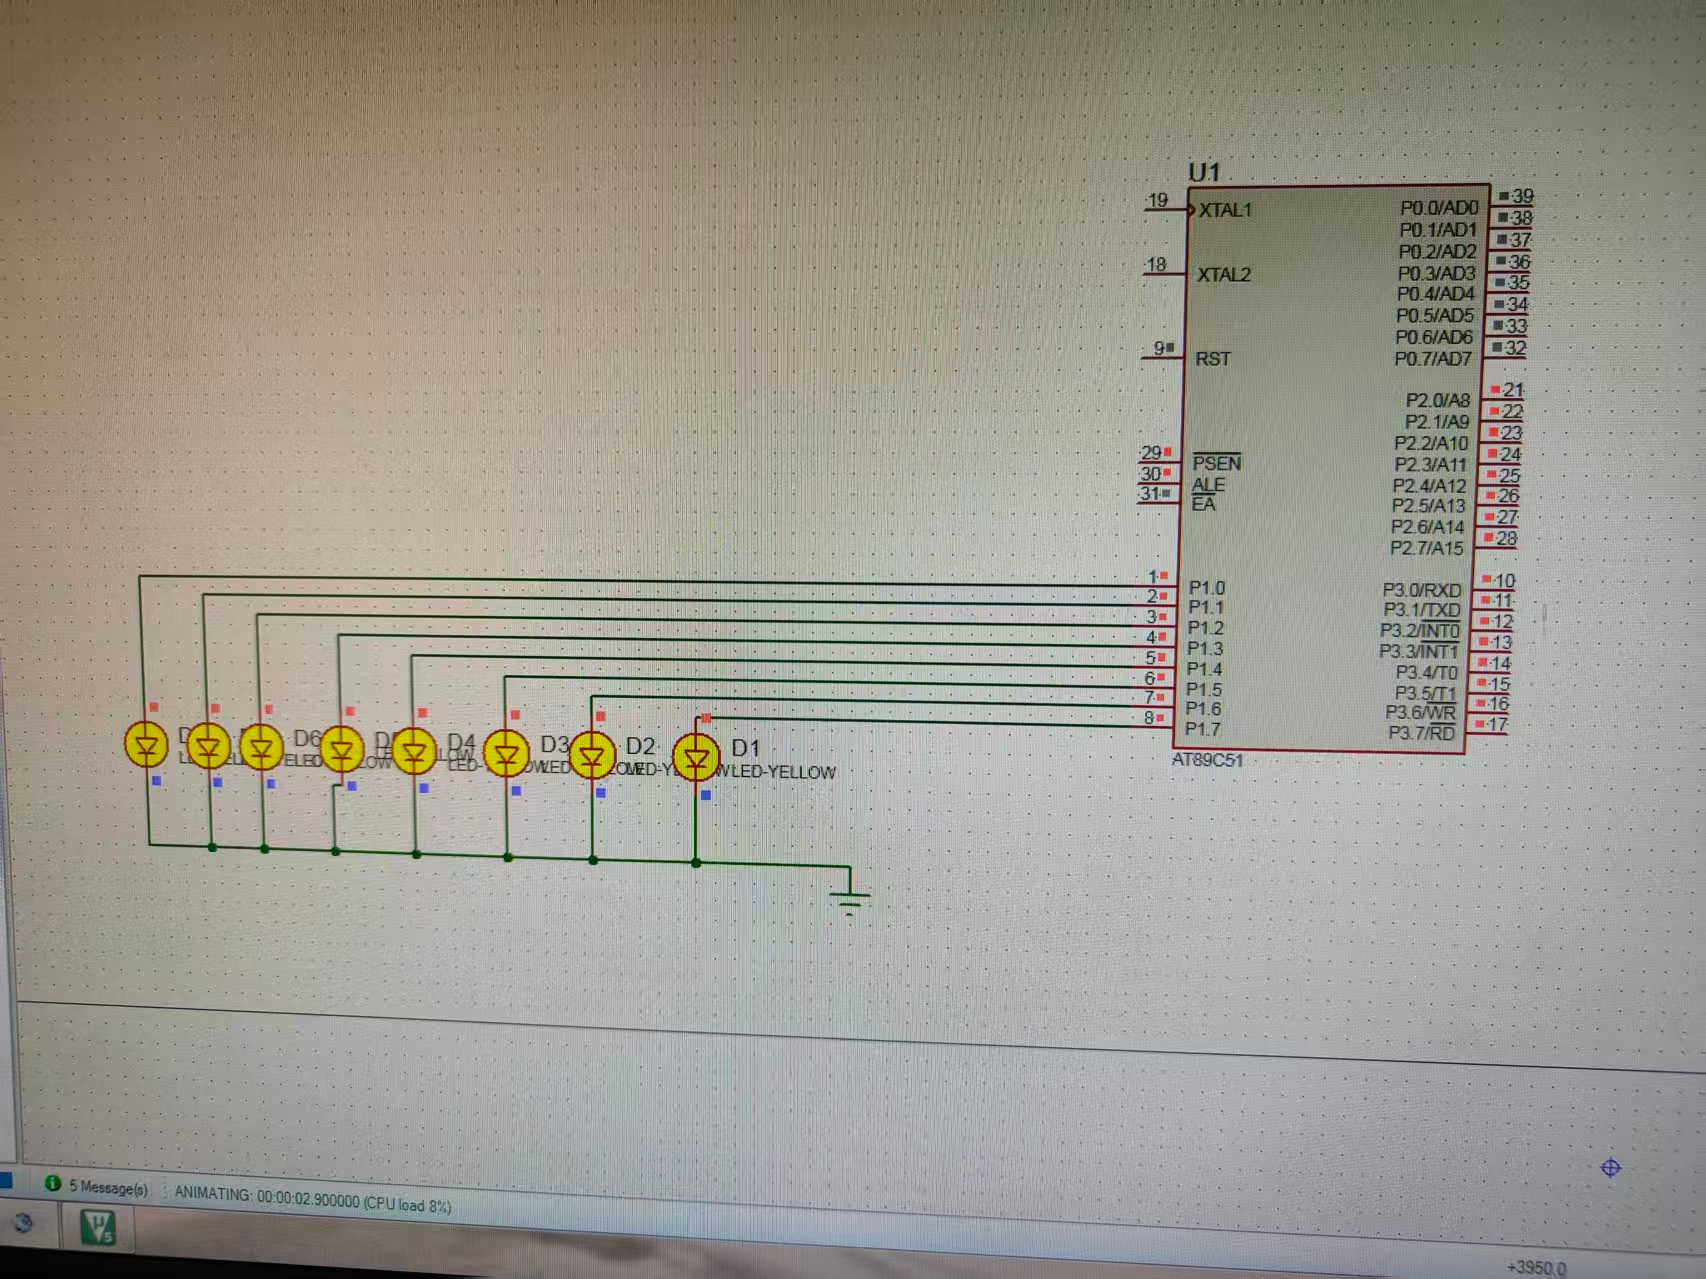 U1
19
XTAL1
18
XTAL2
9
RST
29
PSEN
30
ALE
31
EA
1
P1.0
2
P1.1
3
P1.2
4
P1.3
5
P1.4
6
P1.5
7
P1.6
8
P1.7
P0.0/AD0
39
P0.1/AD1
38
P0.2/AD2
37
P0.3/AD3
36
P0.4/AD4
35
P0.5/AD5
34
P0.6/AD6
33
P0.7/AD7
32
P2.0/A8
21
P2.1/A9
22
P2.2/A10
23
P2.3/A11
24
P2.4/A12
25
P2.5/A13
26
P2.6/A14
27
P2.7/A15
28
P3.0/RXD
10
P3.1/TXD
11
P3.2/INT0
12
P3.3/INT1
13
P3.4/T0
14
P3.5/T1
15
P3.6/WR
16
P3.7/RD
17
AT89C51
D6
D4
D3
D2
D1
LED-YELLOW
5 Message(s)
ANIMATING: 00:00:02.900000 (CPU load 8%)
+3950.0